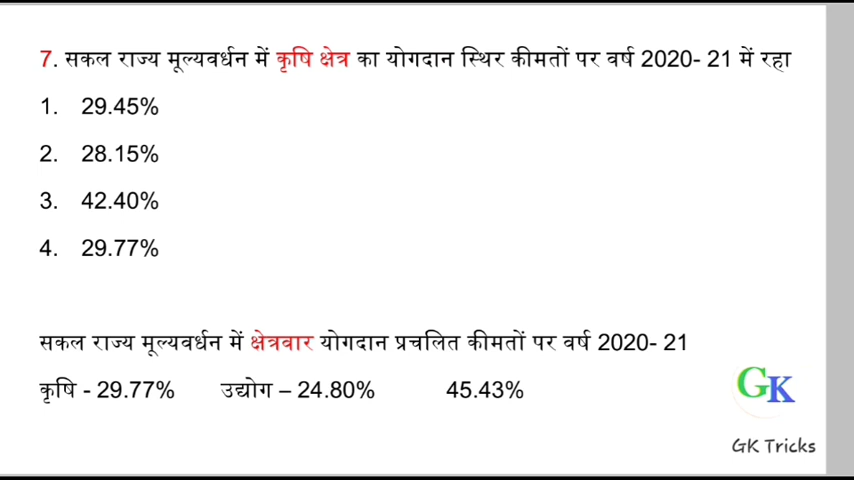 7. सकल राज्य मूल्यवर्धन में कृषि क्षेत्र का योगदान स्थिर कीमतों पर वर्ष 2020- 21 में रहा
1. 29.45%
2. 28.15%
3. 42.40%
4. 29.77%
सकल राज्य मूल्यवर्धन में क्षेत्रवार योगदान प्रचलित कीमतों पर वर्ष 2020- 21
कृषि - 29.77% उद्योग – 24.80% 45.43%
GK
GK Tricks